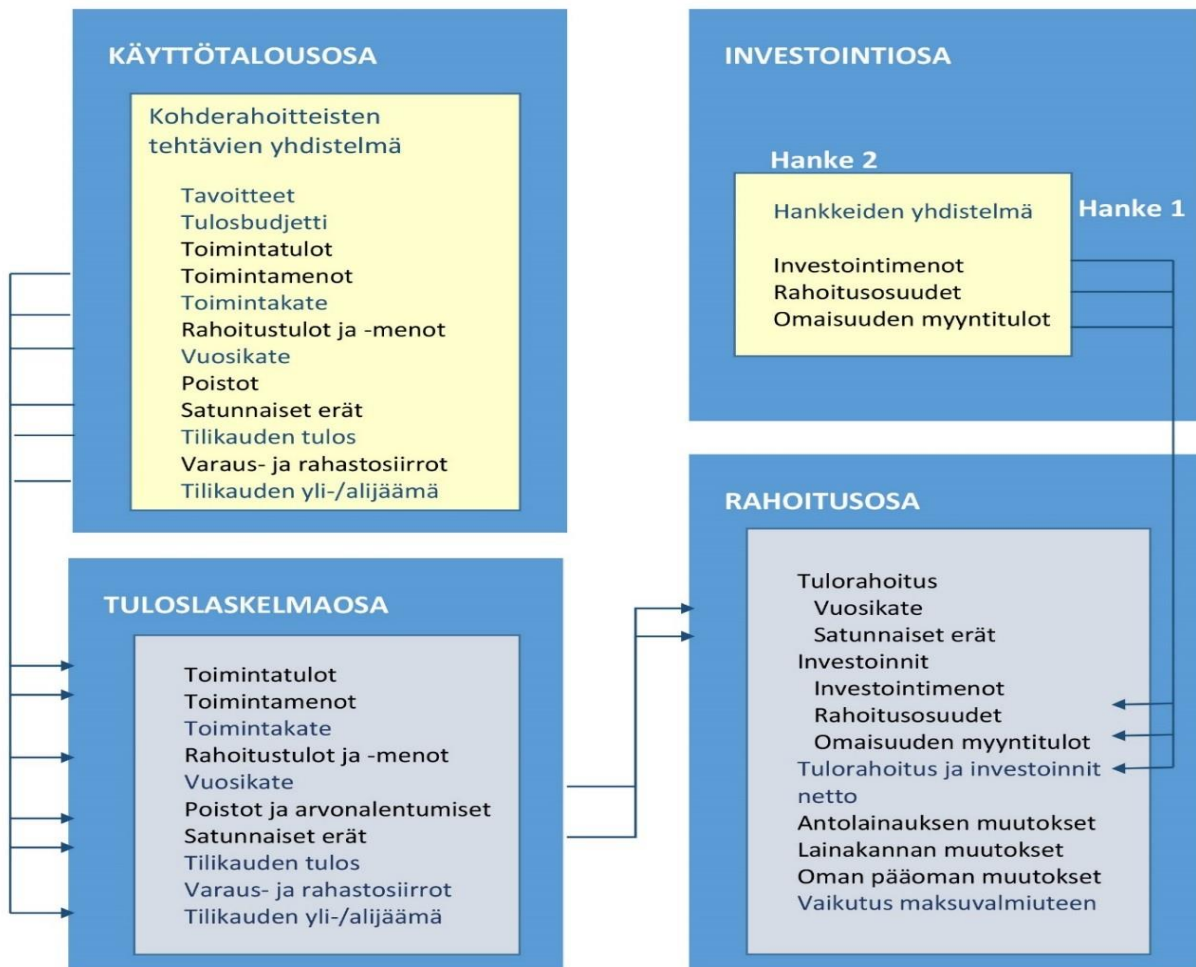 KÄYTTÖTALOUSOSA
Kohderahoitteisten
tehtävien yhdistelmä
Tavoitteet
Tulosbudjetti
Toimintatulot
Toimintamenot
Toimintakate
Rahoitustulot ja -menot
Vuosikate
Poistot
Satunnaiset erät
Tilikauden tulos
Varaus- ja rahastosiirrot
Tilikauden yli-/alijäämä
INVESTOINTIOSA
Hanke 2
Hanke 1
Hankkeiden yhdistelmä
Investointimenot
Rahoitusosuudet
Omaisuuden myyntitulot
TULOSLASKELMAOSA
Toimintatulot
Toimintamenot
Toimintakate
Rahoitustulot ja -menot
Vuosikate
Poistot ja arvonalentumiset
Satunnaiset erät
Tilikauden tulos
Varaus- ja rahastosiirrot
Tilikauden yli-/alijäämä
RAHOITUSOSA
Tulorahoitus
Vuosikate
Satunnaiset erät
Investoinnit
Investointimenot
Rahoitusosuudet
Omaisuuden myyntitulot
Tulorahoitus ja investoinnit
netto
Antolainauksen muutokset
Lainakannan muutokset
Oman pääoman muutokset
Vaikutus maksuvalmiuteen